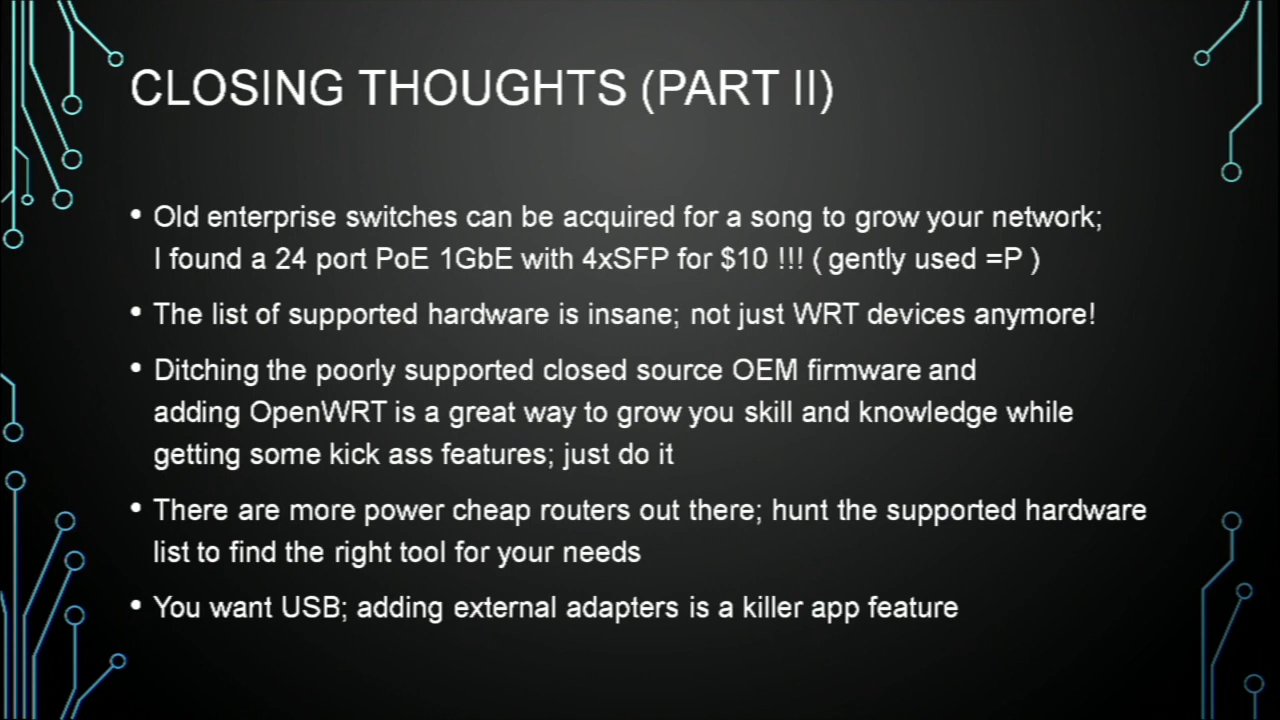 CLOSING THOUGHTS (PART II)
• Old enterprise switches can be acquired for a song to grow your network;
I found a 24 port PoE 1GbE with 4xSFP for $10 !!! ( gently used =P )
• The list of supported hardware is insane; not just WRT devices anymore!
• Ditching the poorly supported closed source OEM firmware and
adding OpenWRT is a great way to grow you skill and knowledge while
getting some kick ass features; just do it
• There are more power cheap routers out there; hunt the supported hardware
list to find the right tool for your needs
• You want USB; adding external adapters is a killer app feature